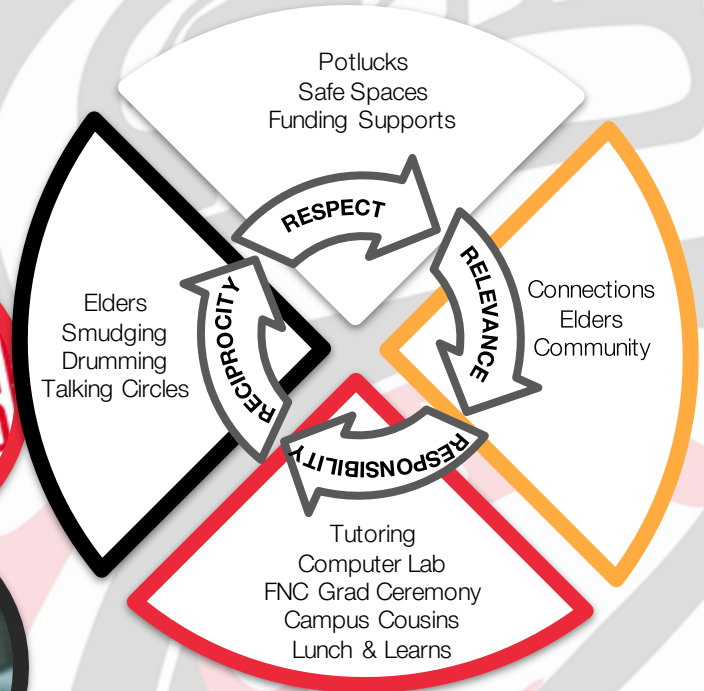 Potlucks
Safe Spaces
Funding Supports
RESPECT
RELEVANCE
Connections
Elders
Community
RESPONSIBILITY
Tutoring
Computer Lab
FNC Grad Ceremony
Campus Cousins
Lunch & Learns
RECIPROCITY
Elders
Smudging
Drumming
Talking Circles